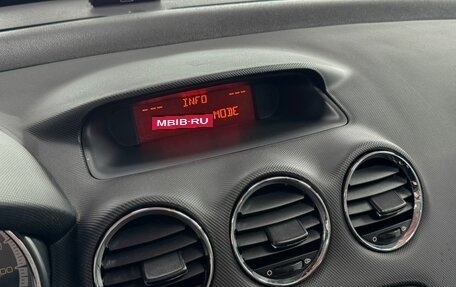 --- INFO ---
MBIB-RU MODE